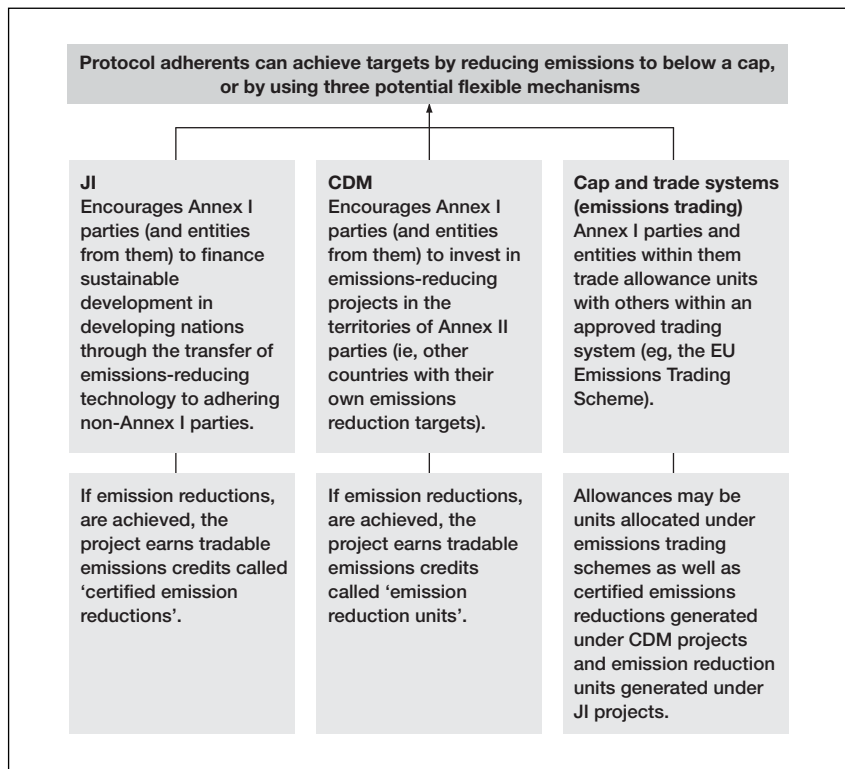 Protocol adherents can achieve targets by reducing emissions to below a cap,
or by using three potential flexible mechanisms
JI
Encourages Annex I
parties (and entities
from them) to finance
sustainable
development in
developing nations
through the transfer of
emissions-reducing
technology to adhering
non-Annex I parties.
CDM
Encourages Annex I
parties (and entities
from them) to invest in
emissions-reducing
projects in the
territories of Annex II
parties (ie, other
countries with their
own emissions
reduction targets).
Cap and trade systems
(emissions trading)
Annex I parties and
entities within them
trade allowance units
with others within an
approved trading
system (eg, the EU
Emissions Trading
Scheme).
If emission reductions,
are achieved, the
project earns tradable
emissions credits called
‘certified emission
reductions’.
If emission reductions,
are achieved, the
project earns tradable
emissions credits
called ‘emission
reduction units’.
Allowances may be
units allocated under
emissions trading
schemes as well as
certified emissions
reductions generated
under CDM projects
and emission reduction
units generated under
JI projects.